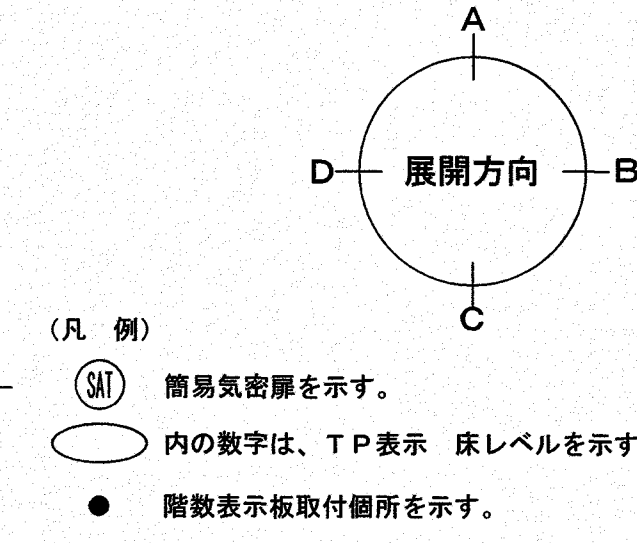 A
D 展開方向 B
C
(凡 例)
SAT 簡易気密扉を示す。
内の数字は、TP表示 床レベルを示す
● 階数表示板取付個所を示す。